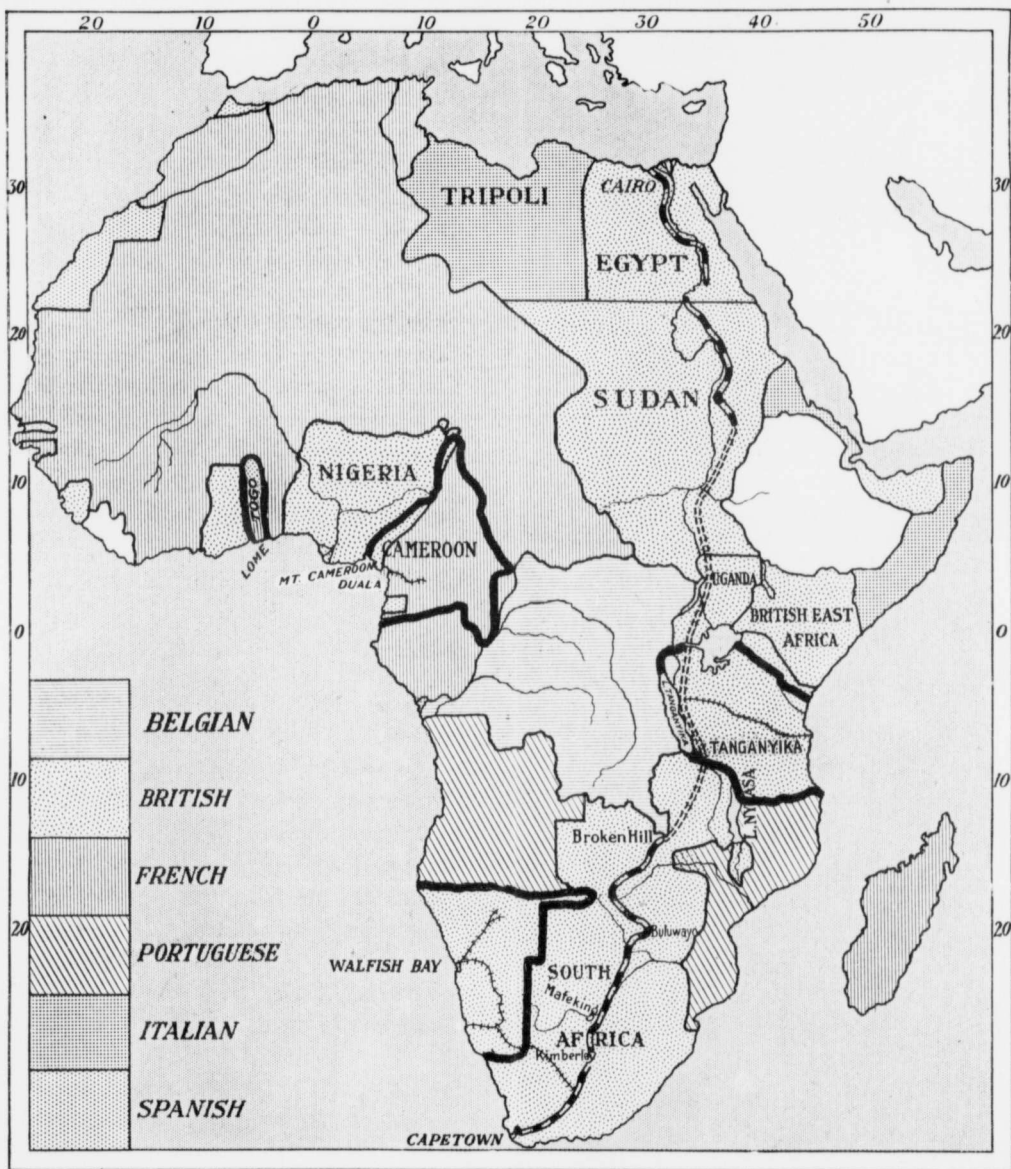 20 10 0 10 20 30 40 50
30 30
TRIPOLI
CAIRO
EGYPT
20 20
SUDAN
10 10
NIGERIA
TOGO
LOME
CAMEROON
MT. CAMEROON
DUALA
UGANDA
BRITISH EAST
AFRICA
0 0
L. TANGANYIKA
TANGANYIKA
L. NYASA
10 10
Broken Hill
20 20
Buluwayo
WALFISH BAY
SOUTH
AFRICA
Mafeking
Kimberley
CAPETOWN
BELGIAN
BRITISH
FRENCH
PORTUGUESE
ITALIAN
SPANISH